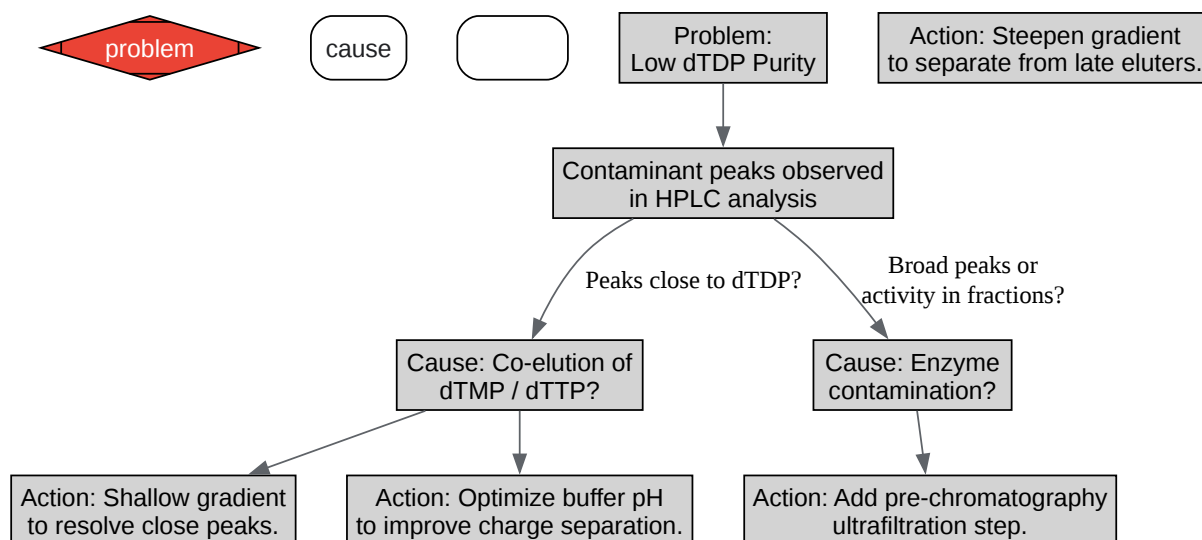 problem
cause
Problem:
Low dTDP Purity
Action: Steepen gradient
to separate from late eluters.
Contaminant peaks observed
in HPLC analysis
Peaks close to dTDP?
Broad peaks or
activity in fractions?
Cause: Co-elution of
dTMP / dTTP?
Cause: Enzyme
contamination?
Action: Shallow gradient
to resolve close peaks.
Action: Optimize buffer pH
to improve charge separation.
Action: Add pre-chromatography
ultrafiltration step.